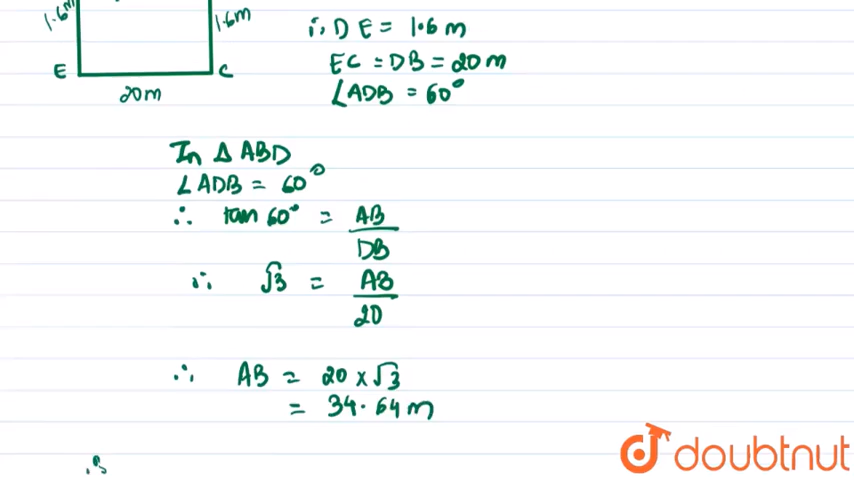 1.6m
1.6m
E
C
20m
∵ DE = 1.6 m
EC = DB = 20 m
∠ADB = 60°
In Δ ABD
∠ADB = 60°
∴ tan 60° = AB
DB
∴ √3 = AB
20
∴ AB = 20 × √3
= 34.64 m
doubtnut